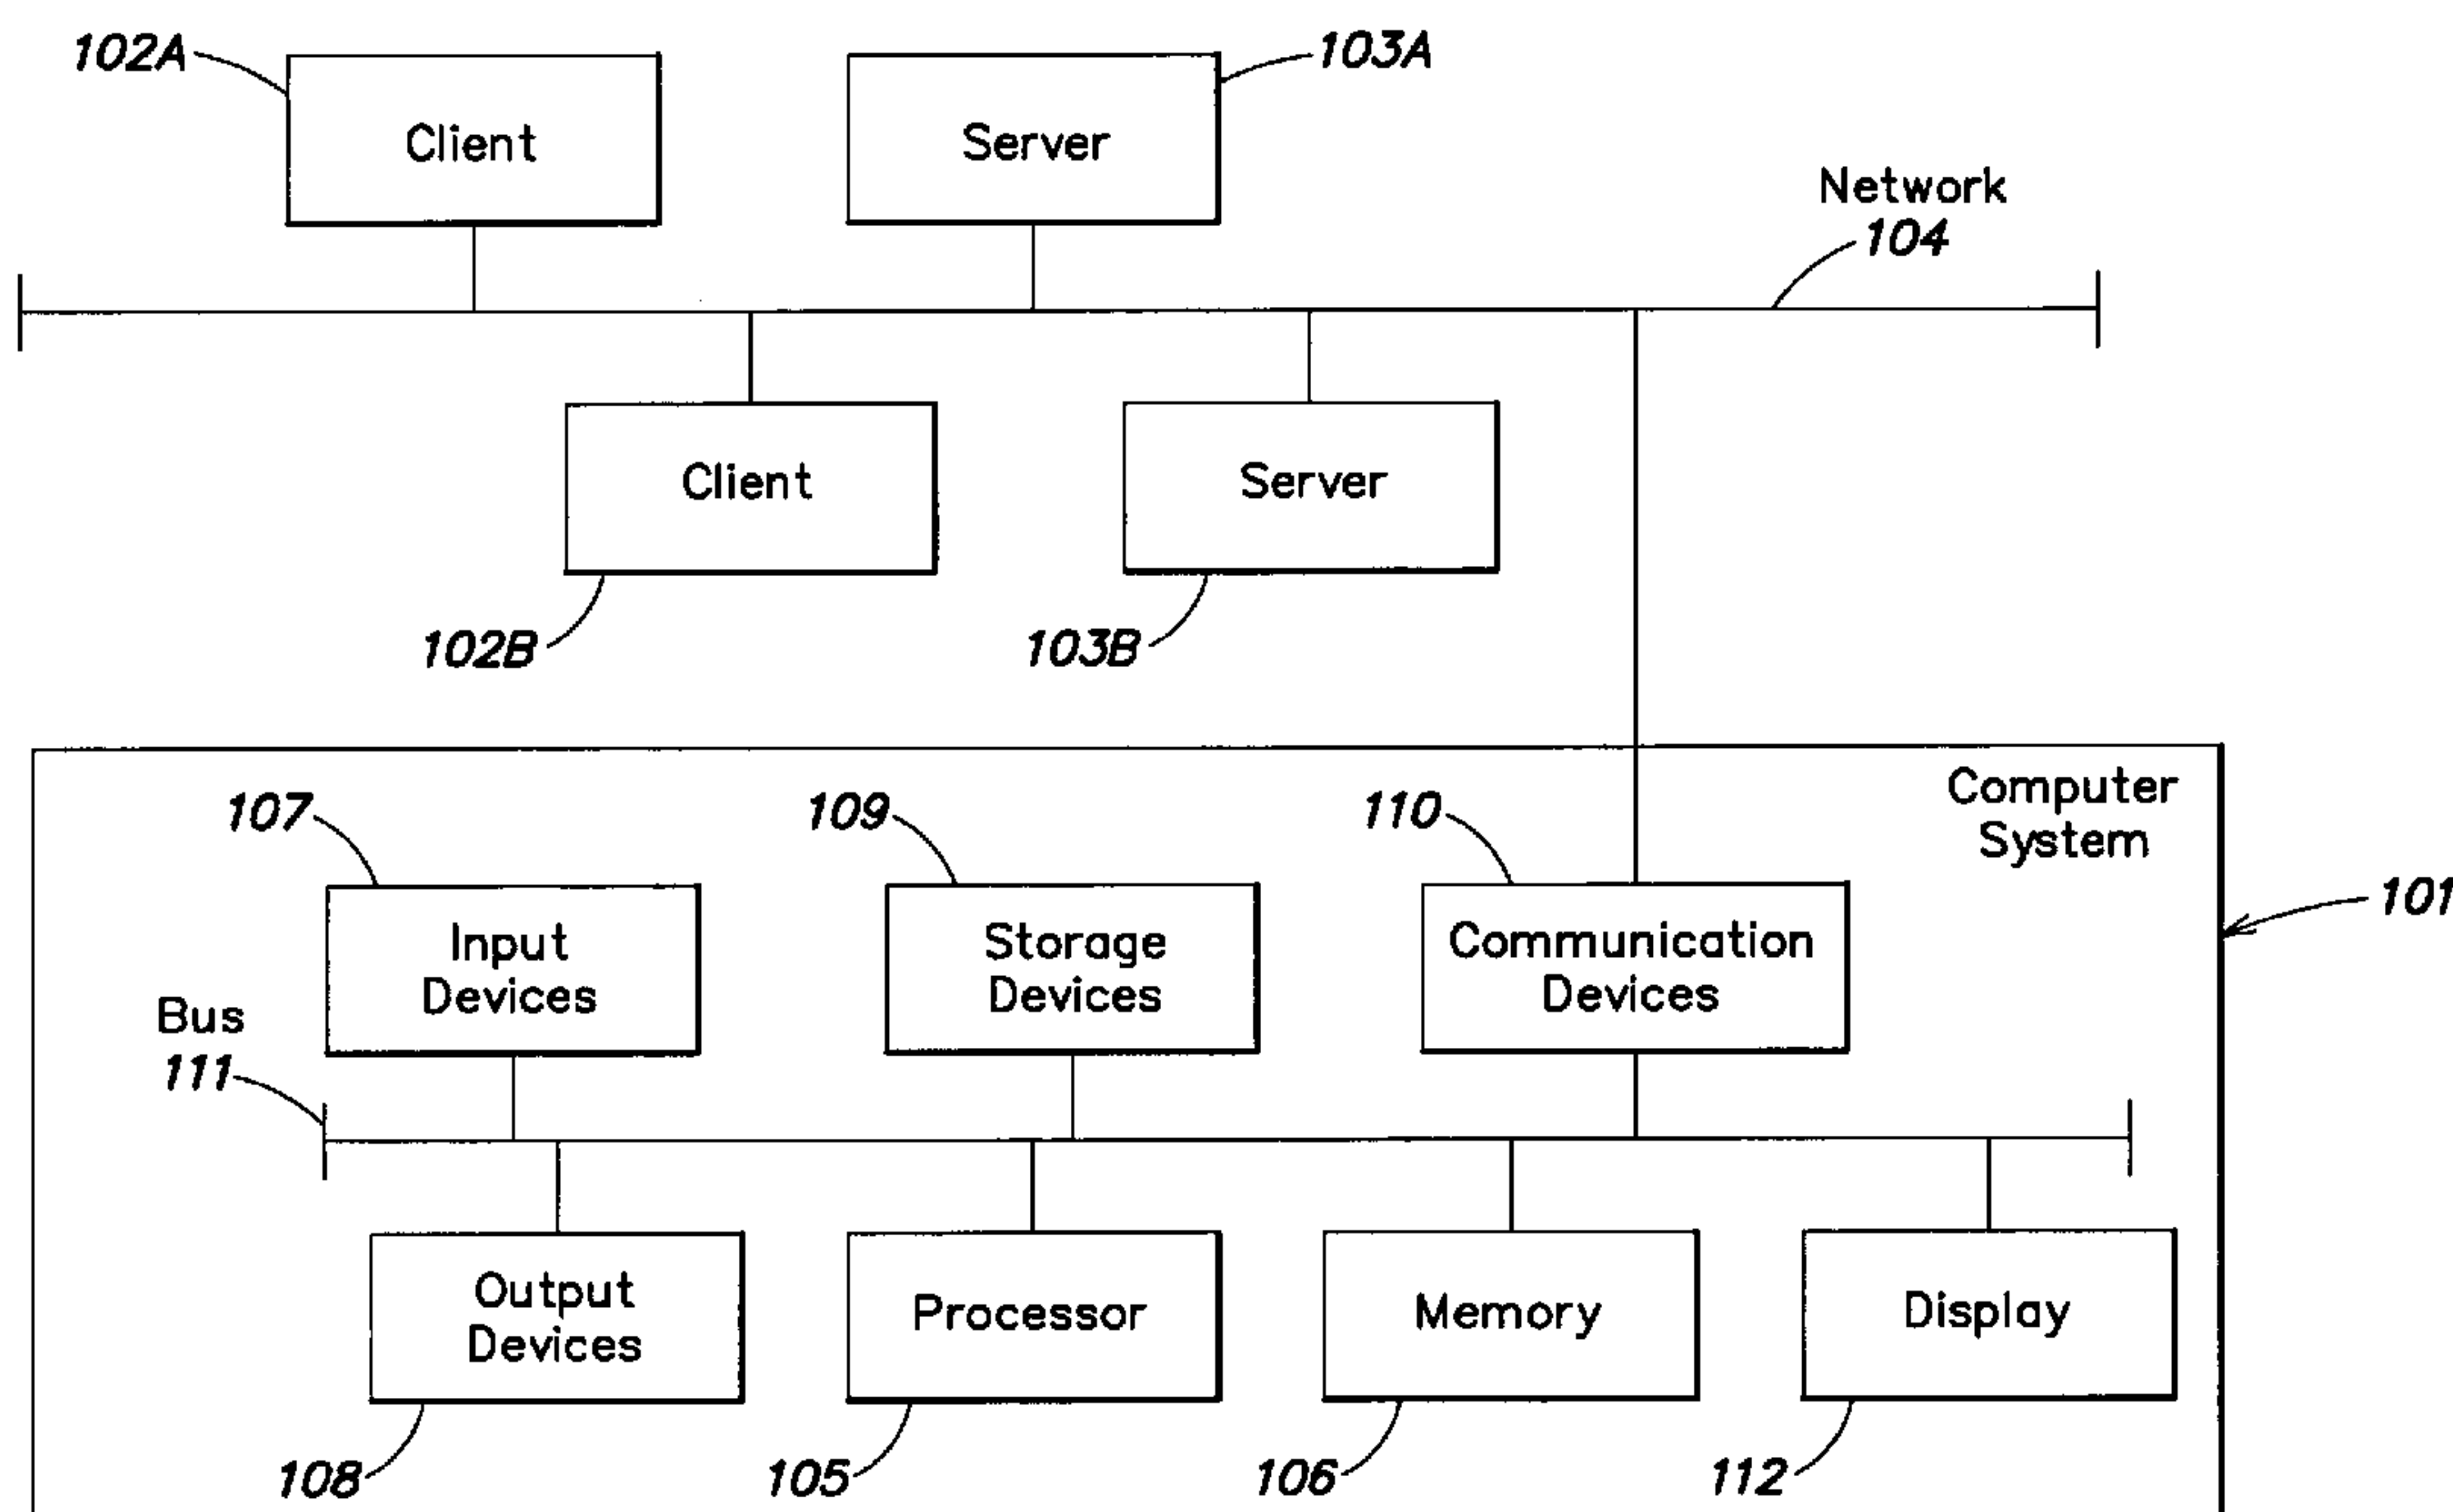 102A
103A
Client
Server
Network
104
Client
Server
102B
103B
Computer
System
107
109
110
101
Input
Devices
Storage
Devices
Communication
Devices
Bus
111
Output
Devices
Processor
Memory
Display
108
105
106
112